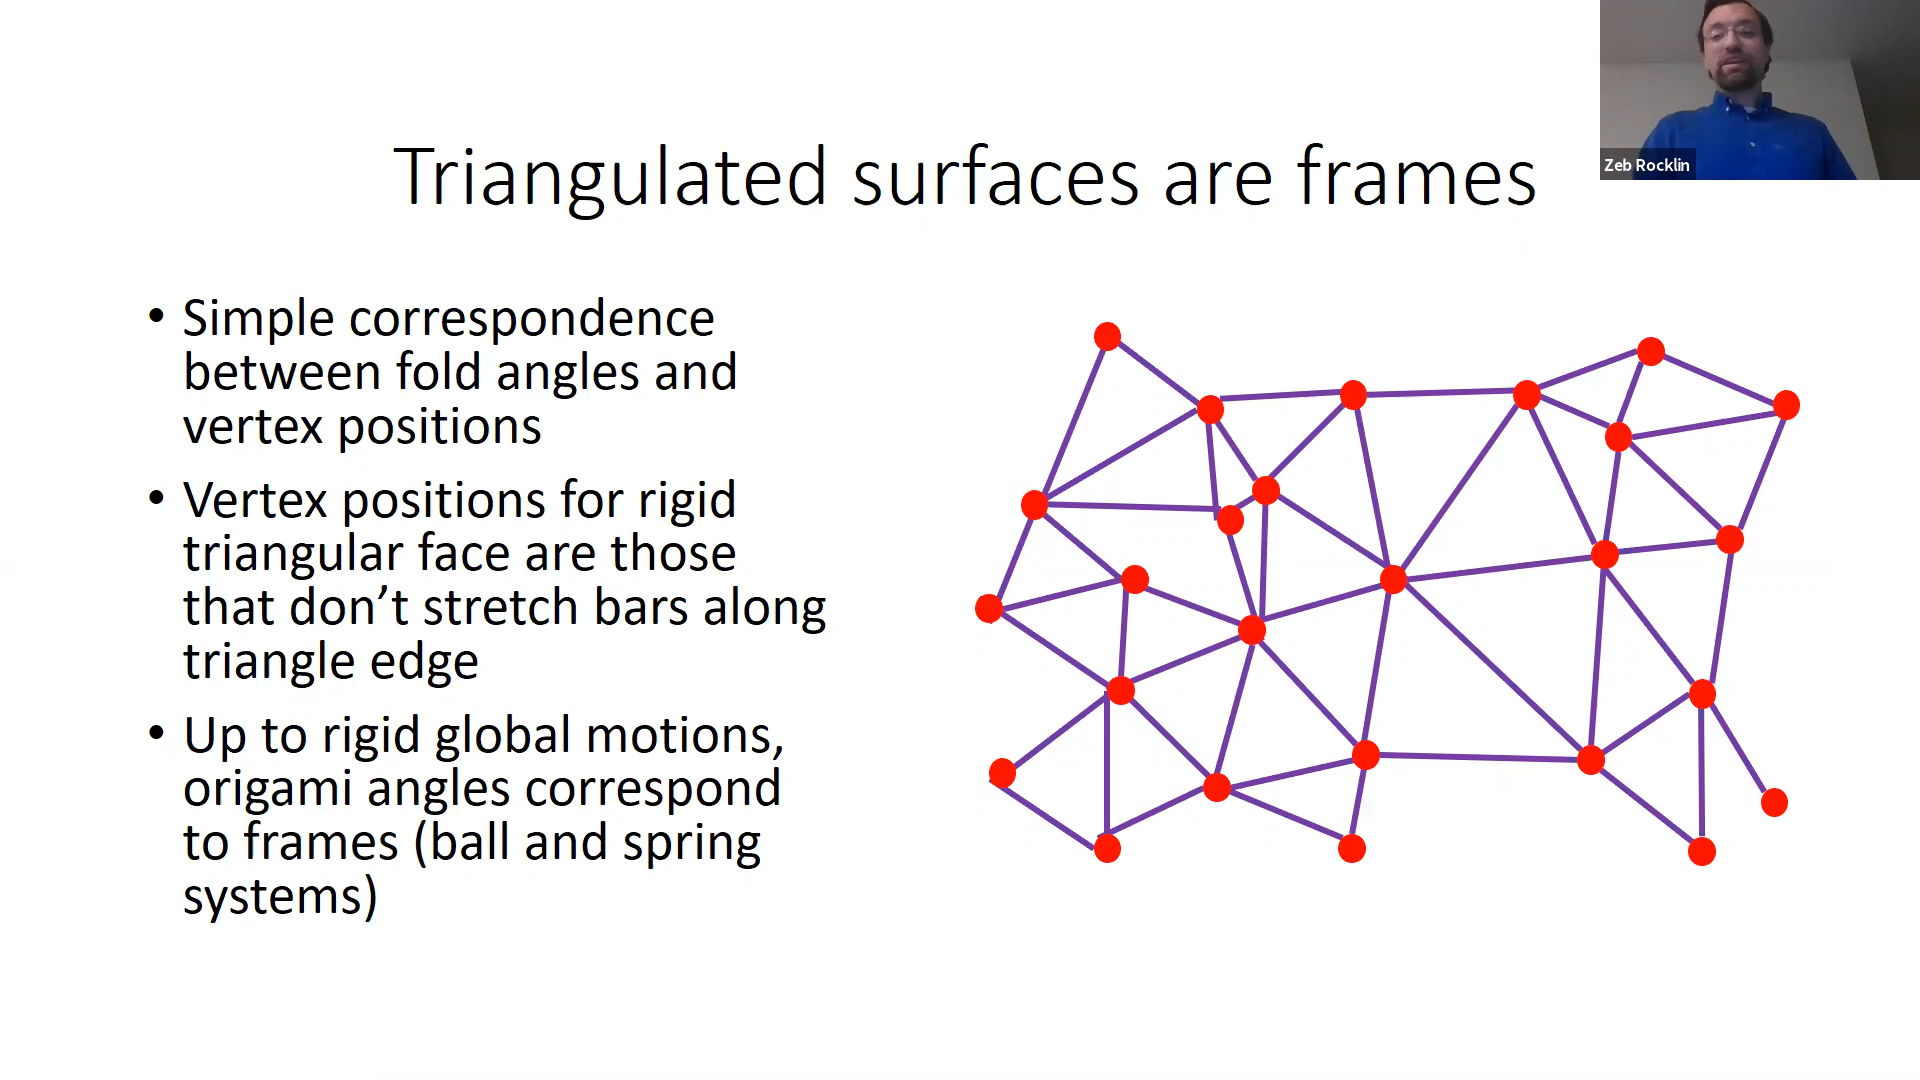 Triangulated surfaces are frames
Zeb Rocklin
• Simple correspondence
between fold angles and
vertex positions
• Vertex positions for rigid
triangular face are those
that don’t stretch bars along
triangle edge
• Up to rigid global motions,
origami angles correspond
to frames (ball and spring
systems)